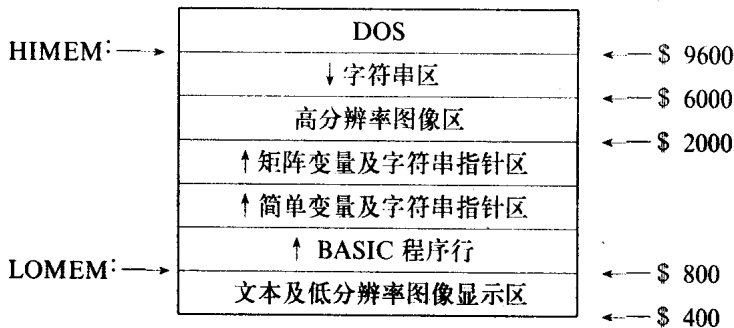 DOS
HIMEM:
$ 9600
↓字符串区
$ 6000
高分辨率图像区
$ 2000
↑矩阵变量及字符串指针区
↑简单变量及字符串指针区
↑ BASIC 程序行
LOMEM:
$ 800
文本及低分辨率图像显示区
$ 400